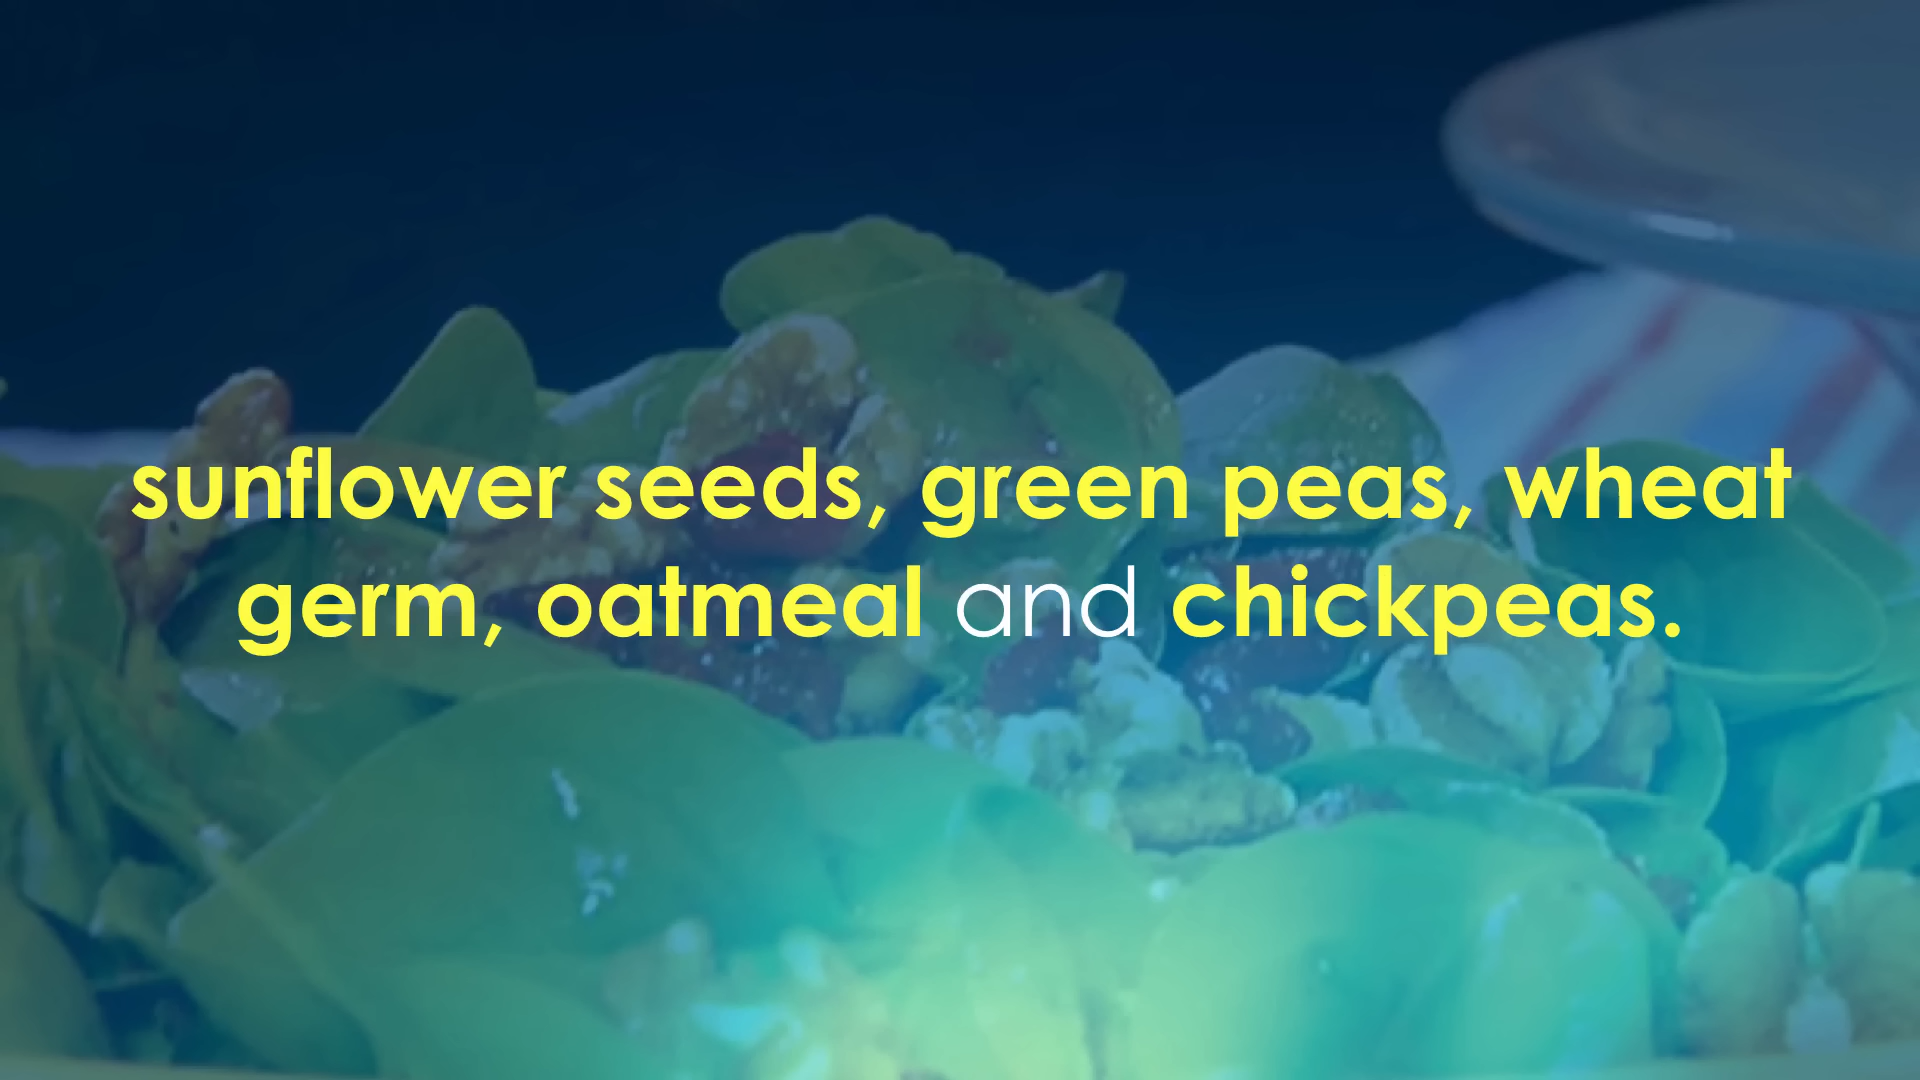 sunflower seeds, green peas, wheat
germ, oatmeal and chickpeas.